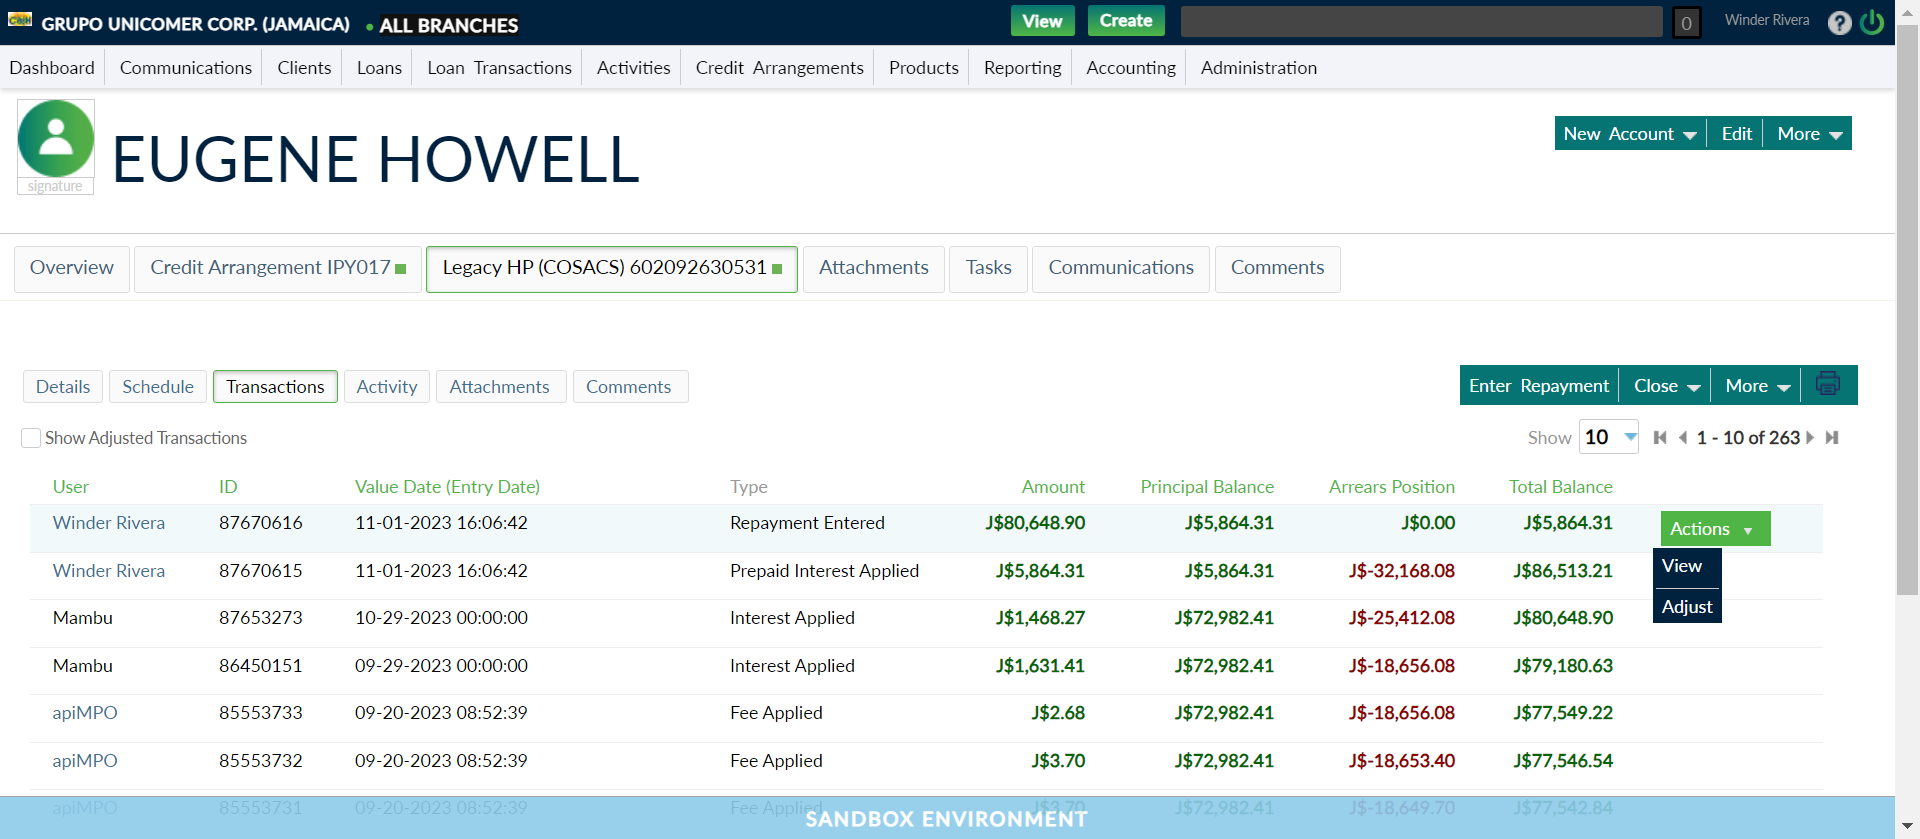 Cash GRUPO UNICOMER CORP. (JAMAICA) • ALL BRANCHES View Create 0 Winder Rivera ?
Dashboard Communications Clients Loans Loan Transactions Activities Credit Arrangements Products Reporting Accounting Administration
EUGENE HOWELL
signature
New Account Edit More
Overview Credit Arrangement IPY017 Legacy HP (COSACS) 602092630531 Attachments Tasks Communications Comments
Details Schedule Transactions Activity Attachments Comments
Enter Repayment Close More
Show Adjusted Transactions
Show 10 1 - 10 of 263
User ID Value Date (Entry Date) Type Amount Principal Balance Arrears Position Total Balance
Winder Rivera 87670616 11-01-2023 16:06:42 Repayment Entered J$80,648.90 J$5,864.31 J$0.00 J$5,864.31 Actions
View
Adjust
Winder Rivera 87670615 11-01-2023 16:06:42 Prepaid Interest Applied J$5,864.31 J$5,864.31 J$-32,168.08 J$86,513.21
Mambu 87653273 10-29-2023 00:00:00 Interest Applied J$1,468.27 J$72,982.41 J$-25,412.08 J$80,648.90
Mambu 86450151 09-29-2023 00:00:00 Interest Applied J$1,631.41 J$72,982.41 J$-18,656.08 J$79,180.63
apiMPO 85553733 09-20-2023 08:52:39 Fee Applied J$2.68 J$72,982.41 J$-18,656.08 J$77,549.22
apiMPO 85553732 09-20-2023 08:52:39 Fee Applied J$3.70 J$72,982.41 J$-18,653.40 J$77,546.54
apiMPO 85553731 09-20-2023 08:52:39 Fee Applied J$3.70 J$72,982.41 J$-18,649.70 J$77,542.84
SANDBOX ENVIRONMENT